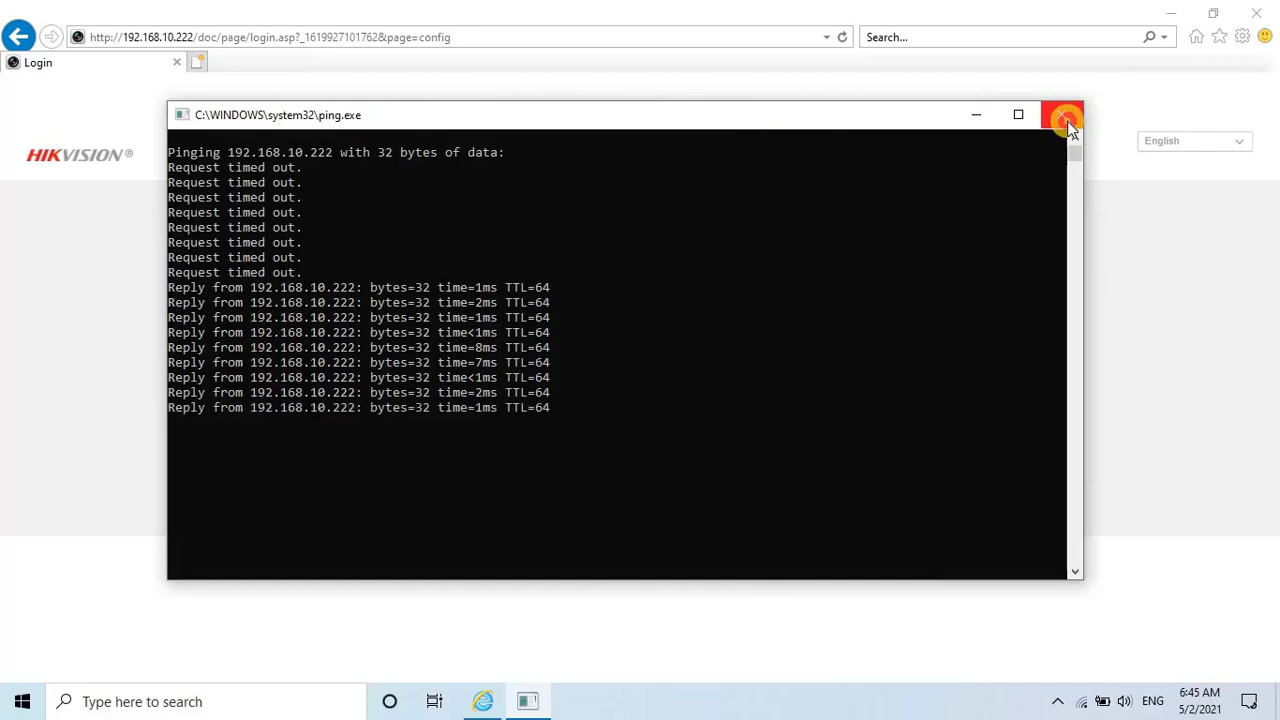 http://192.168.10.222/doc/page/login.asp?_1619927101762&page=config
Search...
Login
C:\WINDOWS\system32\ping.exe
HIKVISION®
English
Pinging 192.168.10.222 with 32 bytes of data:
Request timed out.
Request timed out.
Request timed out.
Request timed out.
Request timed out.
Request timed out.
Request timed out.
Request timed out.
Reply from 192.168.10.222: bytes=32 time=1ms TTL=64
Reply from 192.168.10.222: bytes=32 time=2ms TTL=64
Reply from 192.168.10.222: bytes=32 time=1ms TTL=64
Reply from 192.168.10.222: bytes=32 time<1ms TTL=64
Reply from 192.168.10.222: bytes=32 time=8ms TTL=64
Reply from 192.168.10.222: bytes=32 time=7ms TTL=64
Reply from 192.168.10.222: bytes=32 time<1ms TTL=64
Reply from 192.168.10.222: bytes=32 time=2ms TTL=64
Reply from 192.168.10.222: bytes=32 time=1ms TTL=64
Type here to search
ENG
6:45 AM
5/2/2021